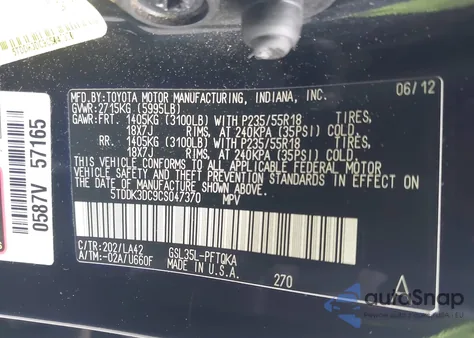 MFD.BY:TOYOTA MOTOR MANUFACTURING, INDIANA, INC. 06/12
GVWR:2715KG (5995LB)
GAWR:FRT. 1405KG (3100LB) WITH P235/55R18 TIRES,
18X7J RIMS, AT 240KPA (35PSI) COLD.
RR. 1405KG (3100LB) WITH P235/55R18 TIRES,
18X7J RIMS, AT 240KPA (35PSI) COLD.
THIS VEHICLE CONFORMS TO ALL APPLICABLE FEDERAL MOTOR
VEHICLE SAFETY AND THEFT PREVENTION STANDARDS IN EFFECT
ON THE DATE OF MANUFACTURE SHOWN ABOVE.
5TDDK3DC9CS047370 MPV
C/TR:202/LA42 GSL35L-PFTQKA
A/TM:-02A/U660F MADE IN U.S.A. 270 A
0587V 57165
autoSnap